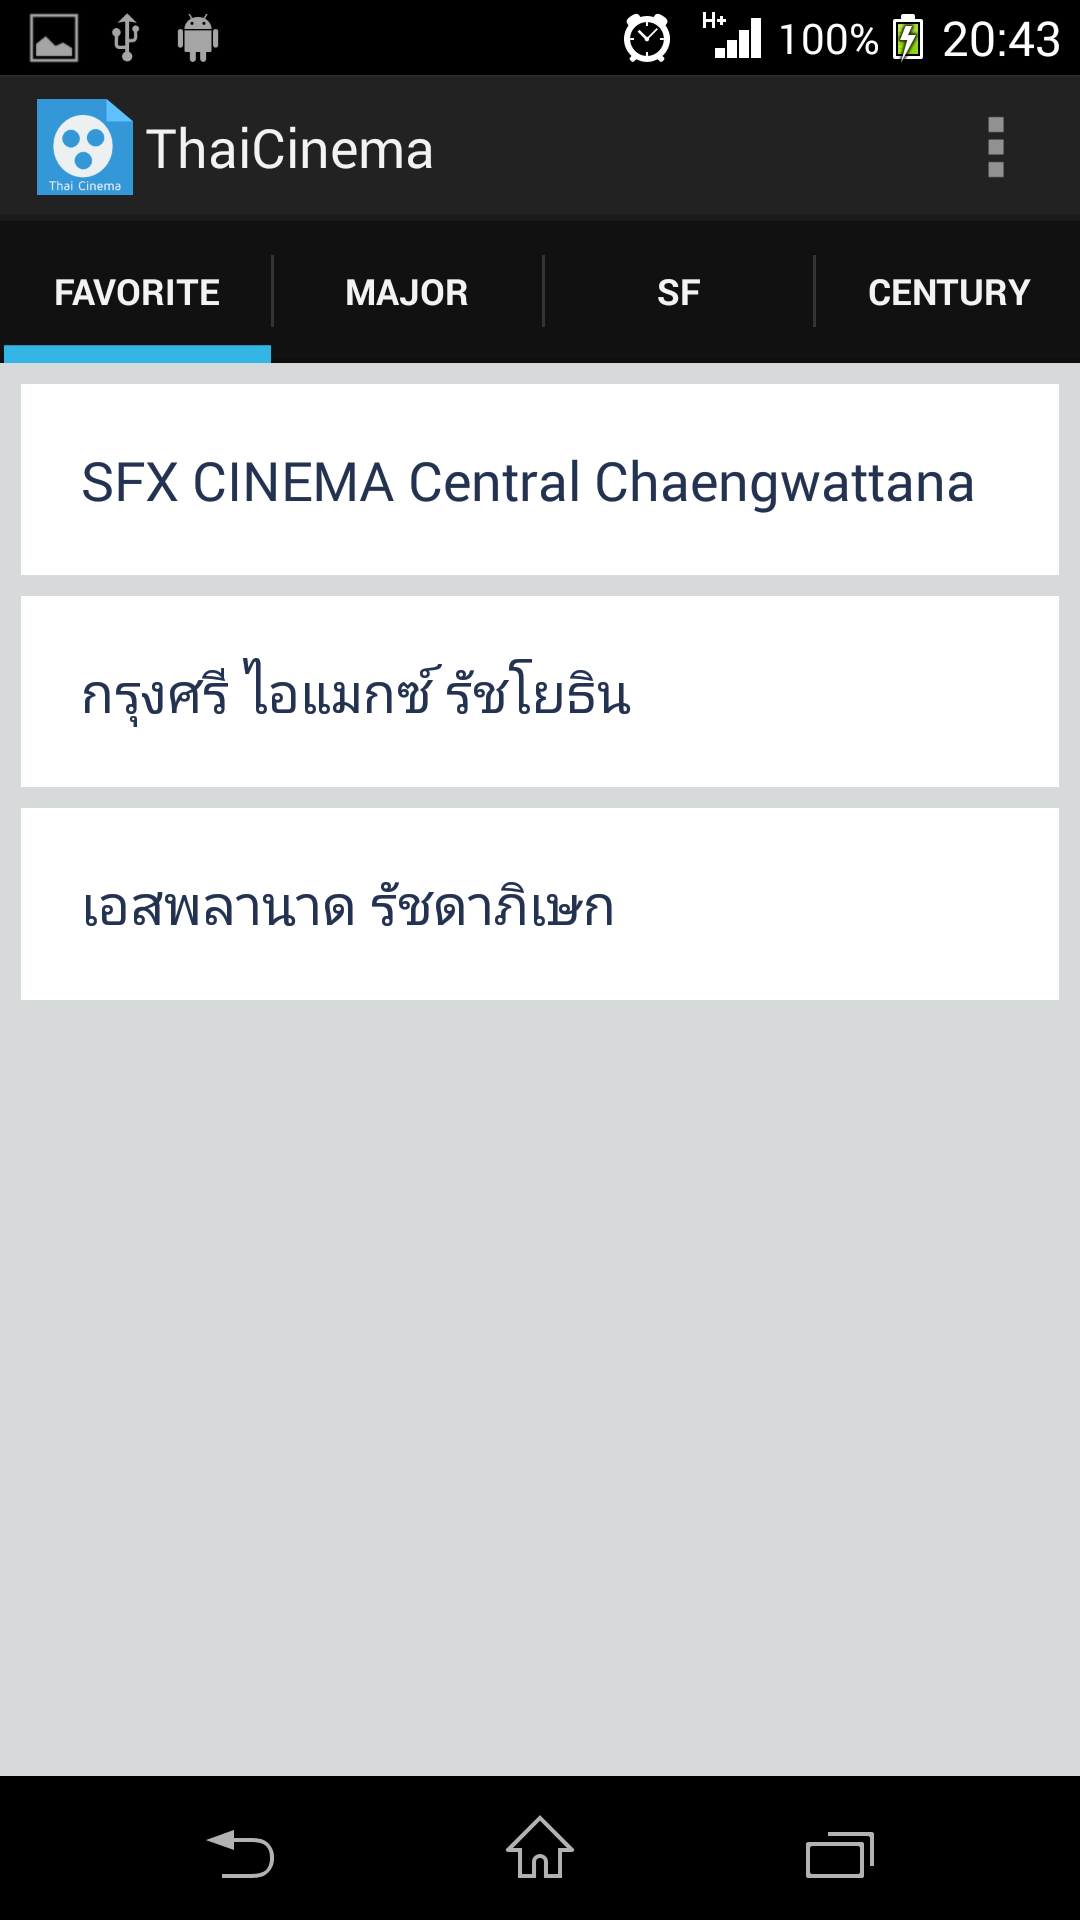 H+ 100% 20:43
Thai Cinema
ThaiCinema
FAVORITE MAJOR SF CENTURY
SFX CINEMA Central Chaengwattana
กรุงศรี ไอแมกซ์ รัชโยธิน
เอสพลานาด รัชดาภิเษก